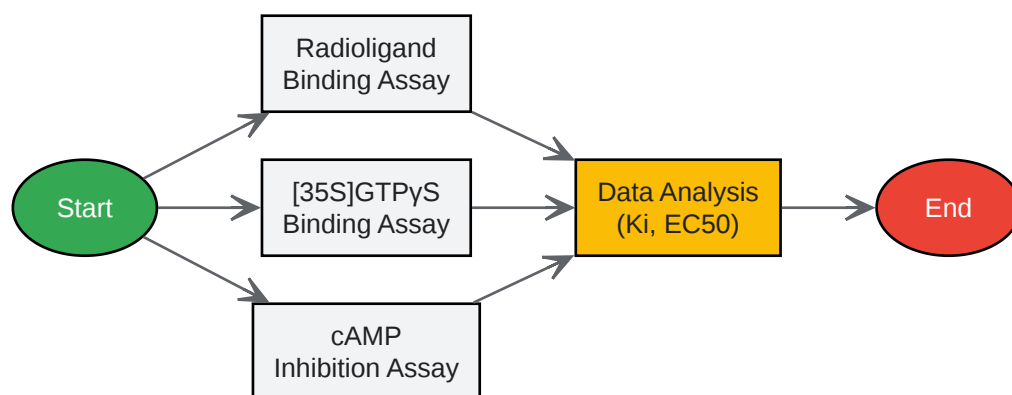 Start
Radioligand
Binding Assay
[35S]GTPγS
Binding Assay
cAMP
Inhibition Assay
Data Analysis
(Ki, EC50)
End